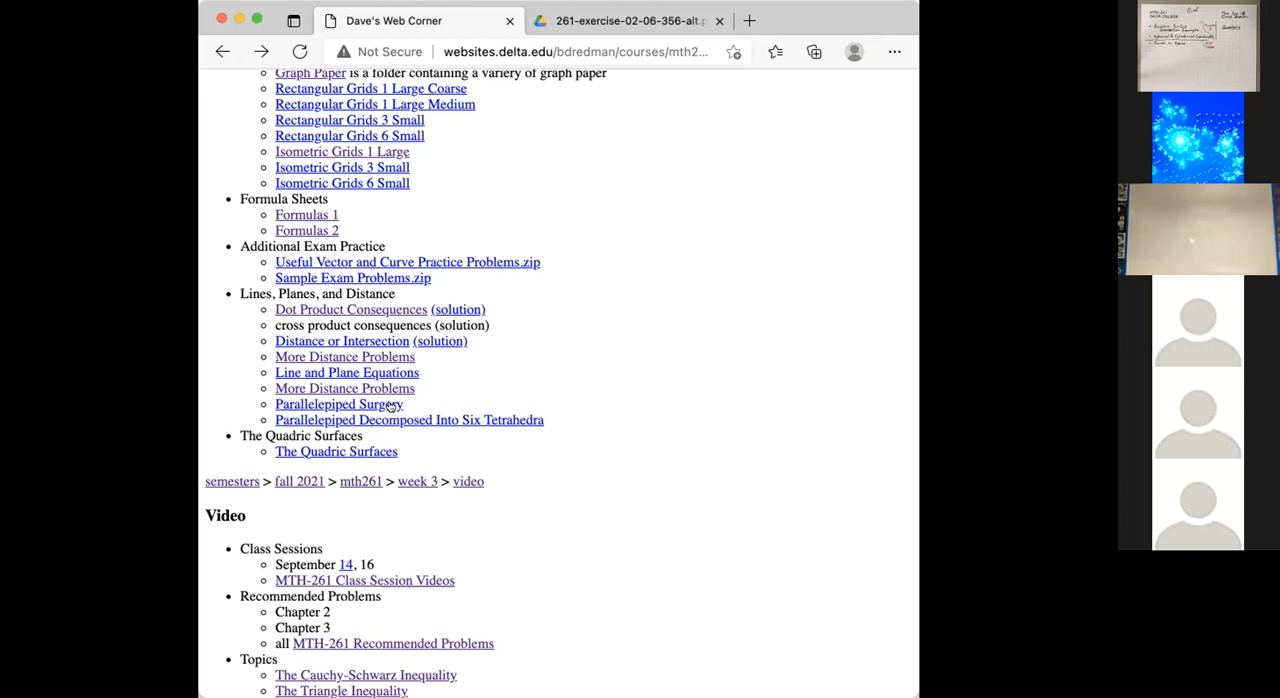 Dave's Web Corner
261-exercise-02-06-356-alt.p
Not Secure
websites.delta.edu/bdredman/courses/mth2...
Graph Paper is a folder containing a variery of graph paper
Rectangular Grids 1 Large Coarse
Rectangular Grids 1 Large Medium
Rectangular Grids 3 Small
Rectangular Grids 6 Small
Isometric Grids 1 Large
Isometric Grids 3 Small
Isometric Grids 6 Small
Formula Sheets
Formulas 1
Formulas 2
Additional Exam Practice
Useful Vector and Curve Practice Problems.zip
Sample Exam Problems.zip
Lines, Planes, and Distance
Dot Product Consequences (solution)
cross product consequences (solution)
Distance or Intersection (solution)
More Distance Problems
Line and Plane Equations
More Distance Problems
Parallelepiped Surgery
Parallelepiped Decomposed Into Six Tetrahedra
The Quadric Surfaces
The Quadric Surfaces
semesters > fall 2021 > mth261 > week 3 > video
Video
Class Sessions
September 14, 16
MTH-261 Class Session Videos
Recommended Problems
Chapter 2
Chapter 3
all MTH-261 Recommended Problems
Topics
The Cauchy-Schwarz Inequality
The Triangle Inequality